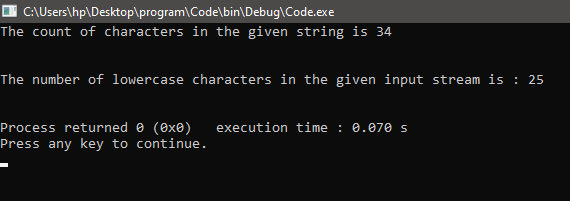 C:\Users\hp\Desktop\program\Code\bin\Debug\Code.exe
The count of characters in the given string is 34
The number of lowercase characters in the given input stream is : 25
Process returned 0 (0x0)   execution time : 0.070 s
Press any key to continue.